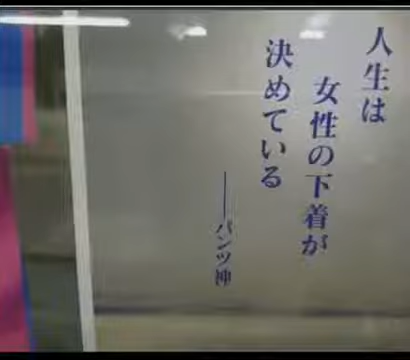 人生は
女性の下着が
決めている
——パンツ神